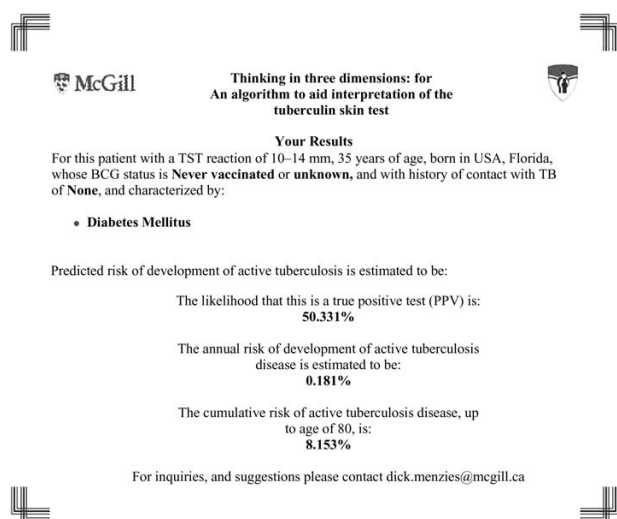 McGill
Thinking in three dimensions: for
An algorithm to aid interpretation of the
tuberculin skin test
Your Results
For this patient with a TST reaction of 10–14 mm, 35 years of age, born in USA, Florida,
whose BCG status is Never vaccinated or unknown, and with history of contact with TB
of None, and characterized by:
• Diabetes Mellitus
Predicted risk of development of active tuberculosis is estimated to be:
The likelihood that this is a true positive test (PPV) is:
50.331%
The annual risk of development of active tuberculosis
disease is estimated to be:
0.181%
The cumulative risk of active tuberculosis disease, up
to age of 80, is:
8.153%
For inquiries, and suggestions please contact dick.menzies@mcgill.ca